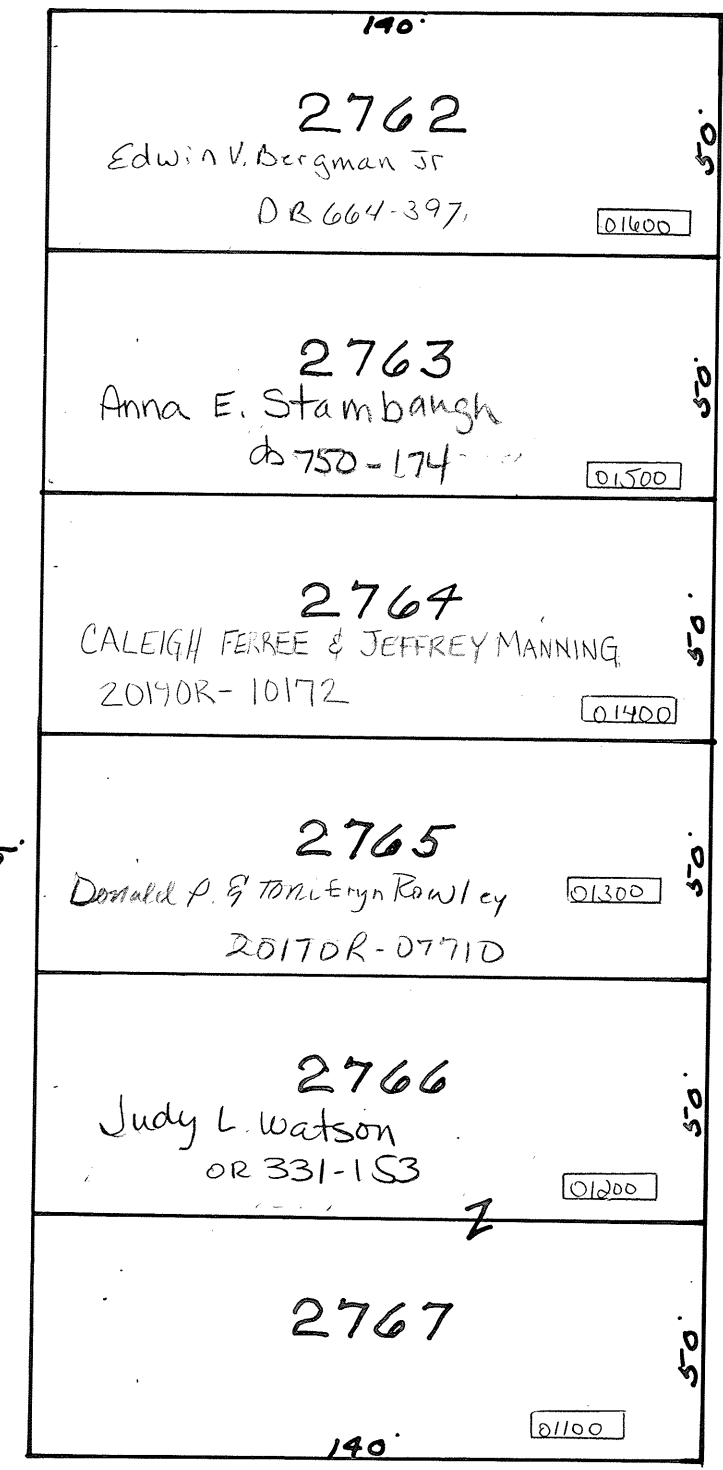 140'
2762
50'
Edwin V. Bergman Jr
DB 664-397
01600
2763
50'
Anna E. Stambaugh
db 750-174
01500
2764
50'
CALEIGH FERREE & JEFFREY MANNING
2019OR-10172
01400
2765
50'
Donald P. & Toni Eryn Rowley
01300
2017OR-07710
2766
50'
Judy L. Watson
OR 331-153
01200
2767
50'
01100
140'